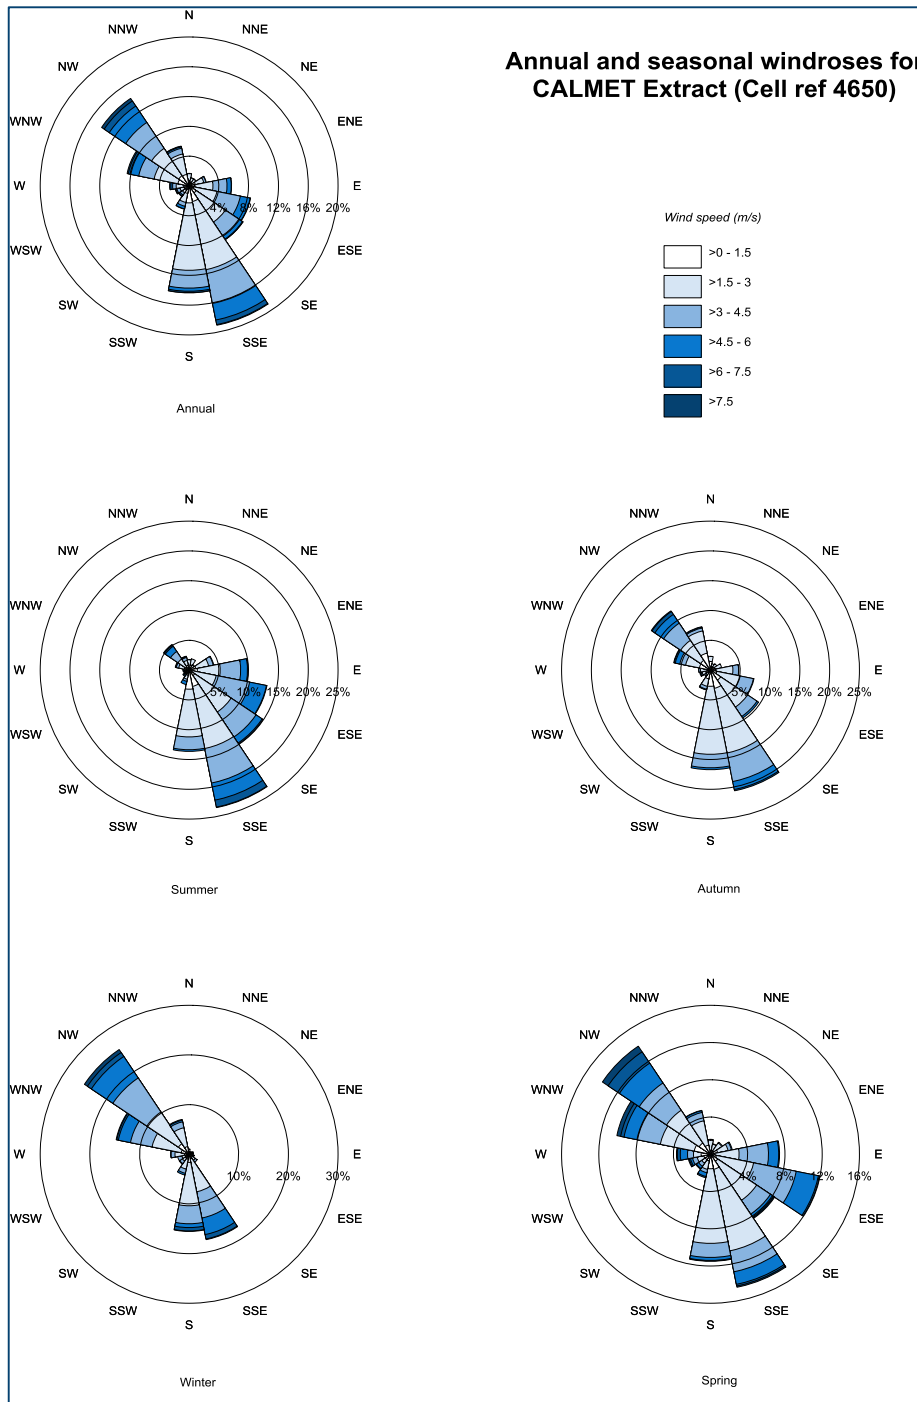 Annual and seasonal windroses for
CALMET Extract (Cell ref 4650)
Wind speed (m/s)
>0 - 1.5
>1.5 - 3
>3 - 4.5
>4.5 - 6
>6 - 7.5
>7.5
N
NNW NNE
NW NE
WNW ENE
W E
4% 8% 12% 16% 20%
WSW ESE
SW SE
SSW SSE
S
Annual
N
NNW NNE
NW NE
WNW ENE
W E
5% 10% 15% 20% 25%
WSW ESE
SW SE
SSW SSE
S
Summer
N
NNW NNE
NW NE
WNW ENE
W E
5% 10% 15% 20% 25%
WSW ESE
SW SE
SSW SSE
S
Autumn
N
NNW NNE
NW NE
WNW ENE
W E
10% 20% 30%
WSW ESE
SW SE
SSW SSE
S
Winter
N
NNW NNE
NW NE
WNW ENE
W E
4% 8% 12% 16%
WSW ESE
SW SE
SSW SSE
S
Spring